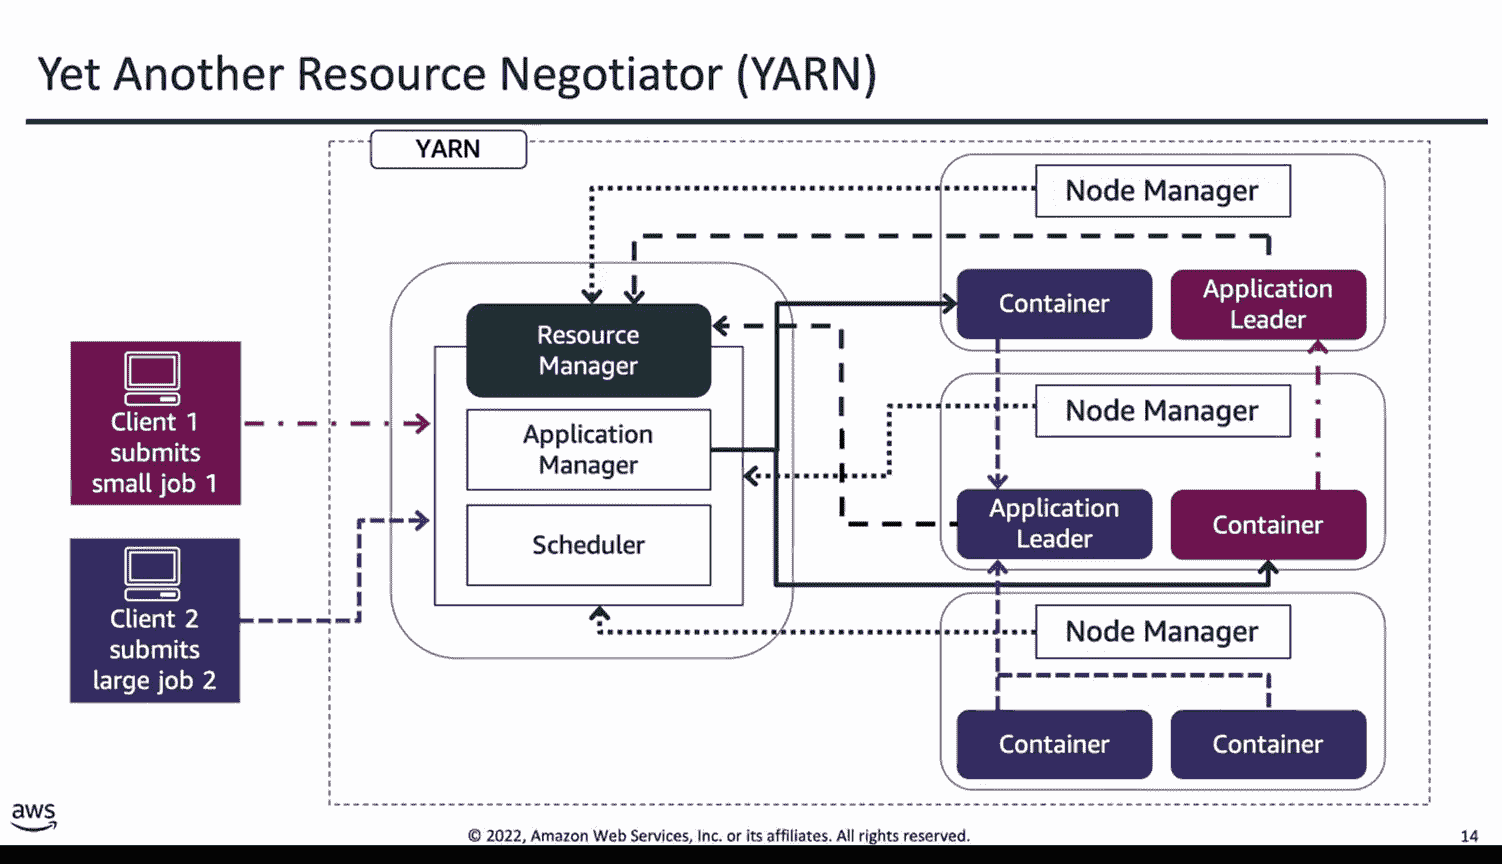 Yet Another Resource Negotiator (YARN)
YARN
Node Manager
Container
Application
Leader
Resource
Manager
Application
Manager
Scheduler
Client 1
submits
small job 1
Client 2
submits
large job 2
Node Manager
Application
Leader
Container
Node Manager
Container
Container
aws
© 2022, Amazon Web Services, Inc. or its affiliates. All rights reserved.
14